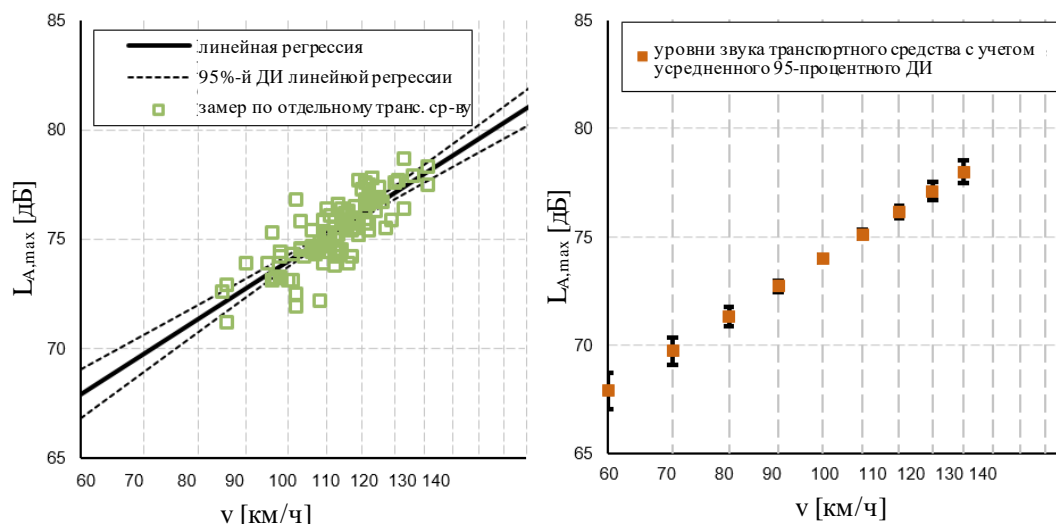 85
80
75
70
65
L_A,max [дБ]
линейная регрессия
95%-й ДИ линейной регрессии
замер по отдельному транс. ср-ву
60 70 80 90 100 110 120 130 140
v [км/ч]
85
80
75
70
65
L_A,max [дБ]
уровни звука транспортного средства с учетом
усредненного 95-процентного ДИ
60 70 80 90 100 110 120 130 140
v [км/ч]